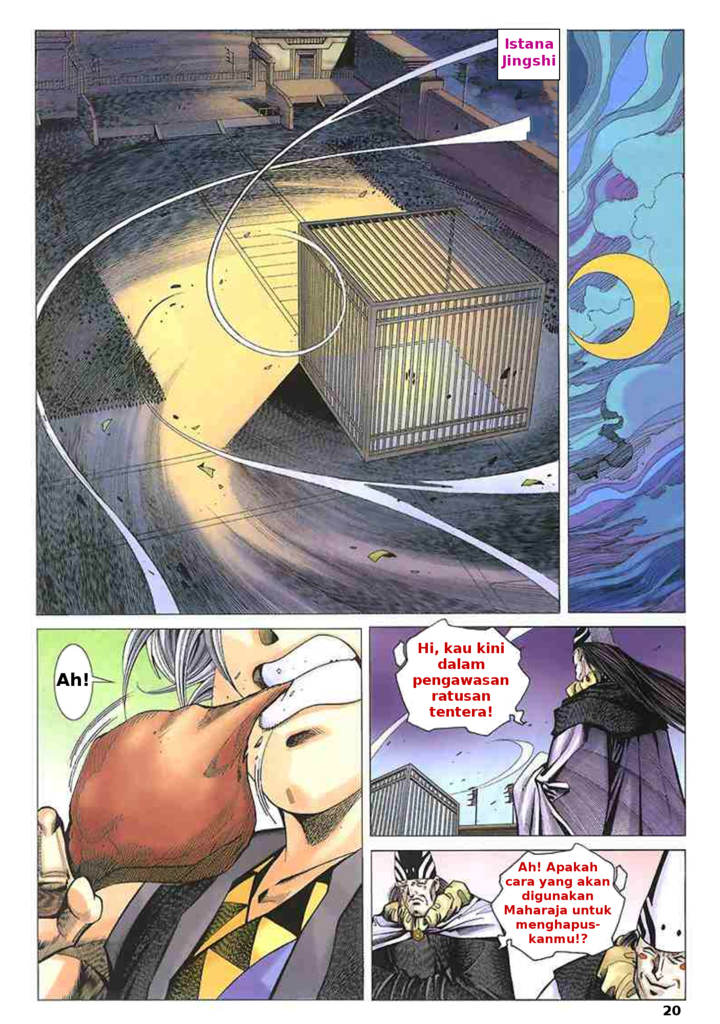 Istana
Jingshi
Ah!
Hi, kau kini
dalam
pengawasan
ratusan
tentera!
Ah! Apakah
cara yang akan
digunakan
Maharaja untuk
menghapus-
kanmu!?
20